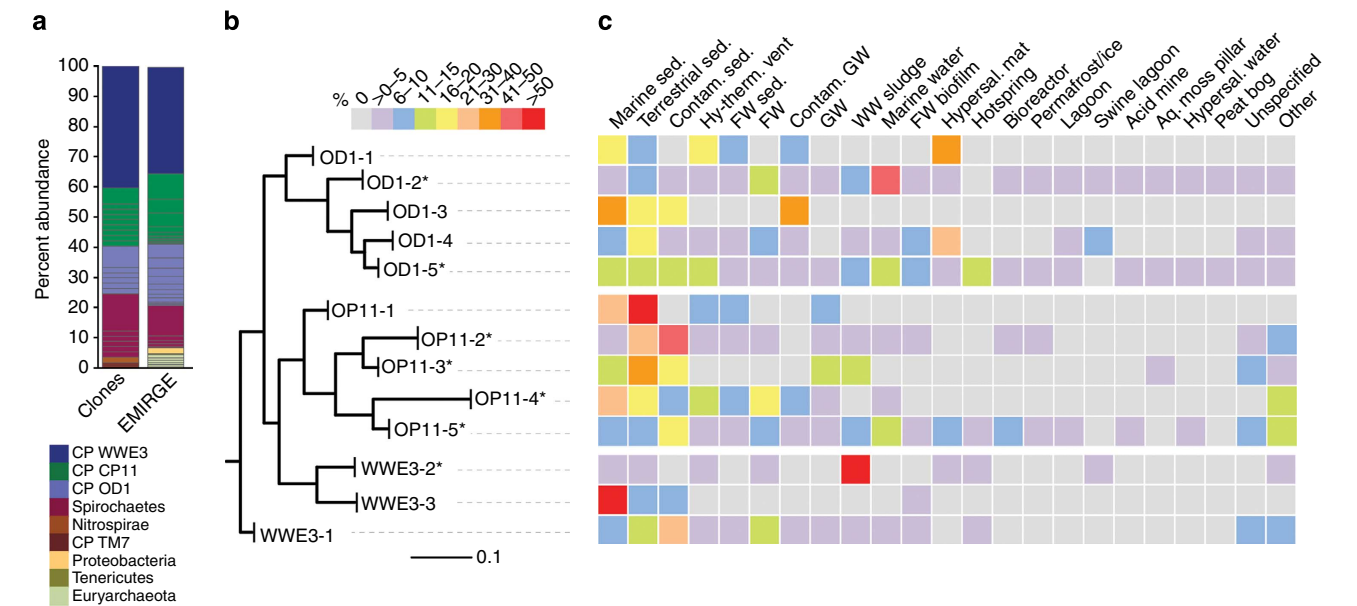 a
b
c
Percent abundance
100
90
80
70
60
50
40
30
20
10
0
Clones
EMIRGE
CP WWE3
CP CP11
CP OD1
Spirochaetes
Nitrospirae
CP TM7
Proteobacteria
Tenericutes
Euryarchaeota
%
0
>0–5
6–10
11–15
16–20
21–30
31–40
41–50
>50
OD1-1
OD1-2*
OD1-3
OD1-4
OD1-5*
OP11-1
OP11-2*
OP11-3*
OP11-4*
OP11-5*
WWE3-2*
WWE3-3
WWE3-1
0.1
Marine sed.
Terrestrial sed.
Contam. sed.
Hy-therm. vent
FW sed.
FW
Contam. GW
GW
WW sludge
Marine water
FW biofilm
Hypersal. mat
Hotspring
Bioreactor
Permafrost/ice
Lagoon
Swine lagoon
Acid mine
Aq. moss pillar
Hypersal. water
Peat bog
Unspecified
Other